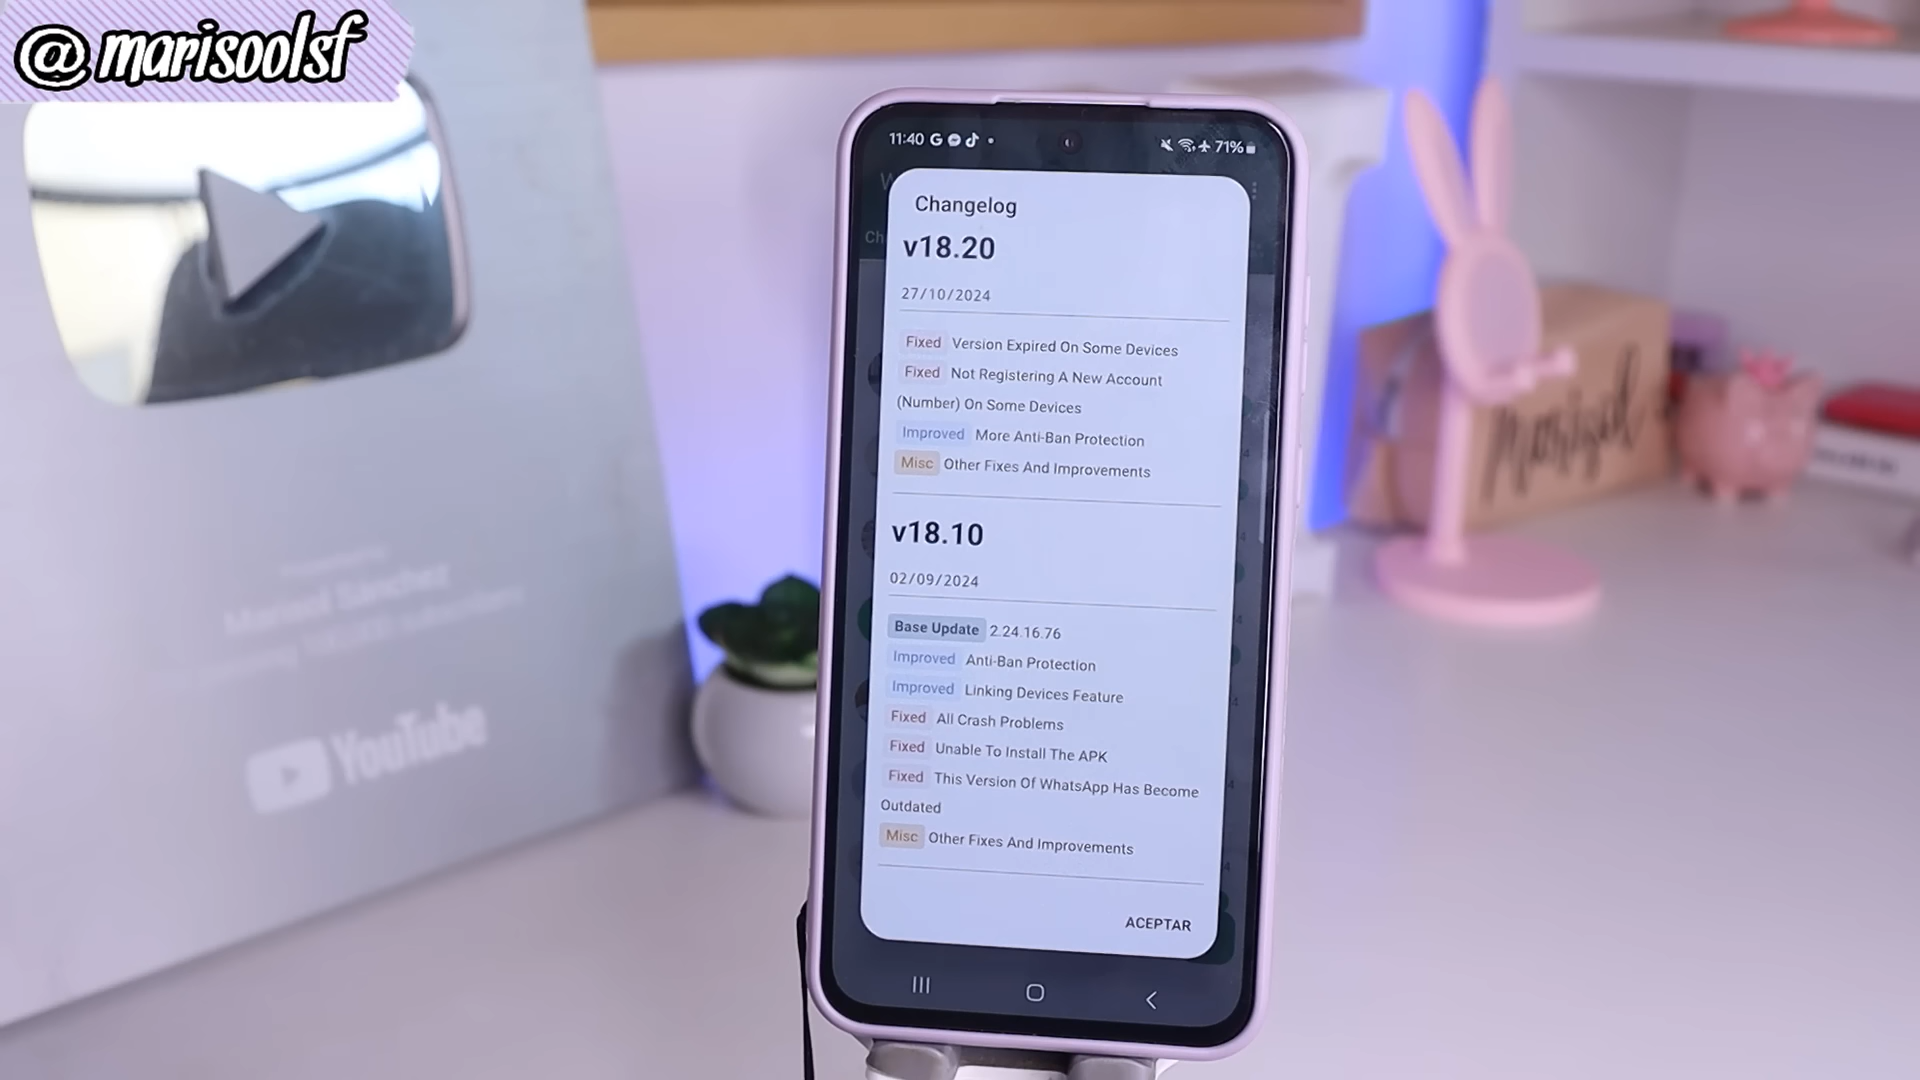 @marisoolsf
11:40
71%
Changelog
v18.20
27/10/2024
Fixed Version Expired On Some Devices
Fixed Not Registering A New Account
(Number) On Some Devices
Improved More Anti-Ban Protection
Misc Other Fixes And Improvements
v18.10
02/09/2024
Base Update 2.24.16.76
Improved Anti-Ban Protection
Improved Linking Devices Feature
Fixed All Crash Problems
Fixed Unable To Install The APK
Fixed This Version Of WhatsApp Has Become
Outdated
Misc Other Fixes And Improvements
ACEPTAR
Marisol Sánchez
YouTube
Marisol